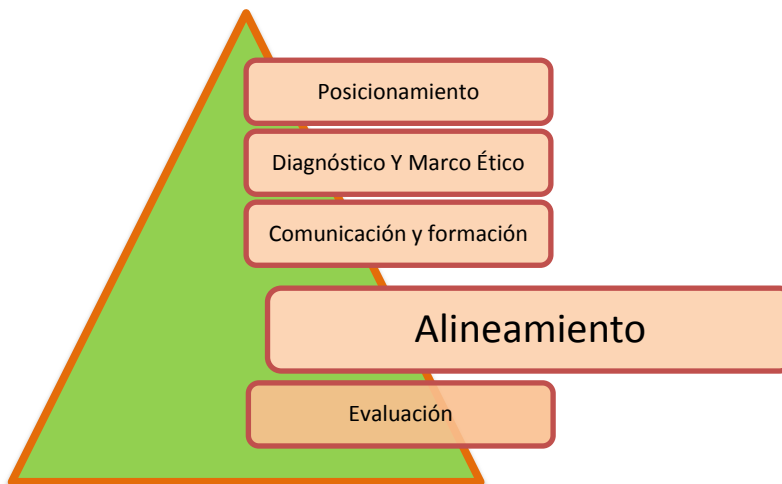 Posicionamiento
Diagnóstico Y Marco Ético
Comunicación y formación
Alineamiento
Evaluación